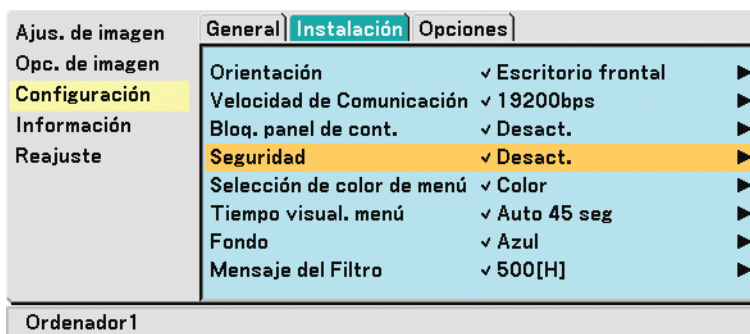 Ajus. de imagen
Opc. de imagen
Configuración
Información
Reajuste
General Instalación Opciones
Orientación ✓ Escritorio frontal ▶
Velocidad de Comunicación ✓ 19200bps ▶
Bloq. panel de cont. ✓ Desact. ▶
Seguridad ✓ Desact. ▶
Selección de color de menú ✓ Color ▶
Tiempo visual. menú ✓ Auto 45 seg ▶
Fondo ✓ Azul ▶
Mensaje del Filtro ✓ 500[H] ▶
Ordenador1